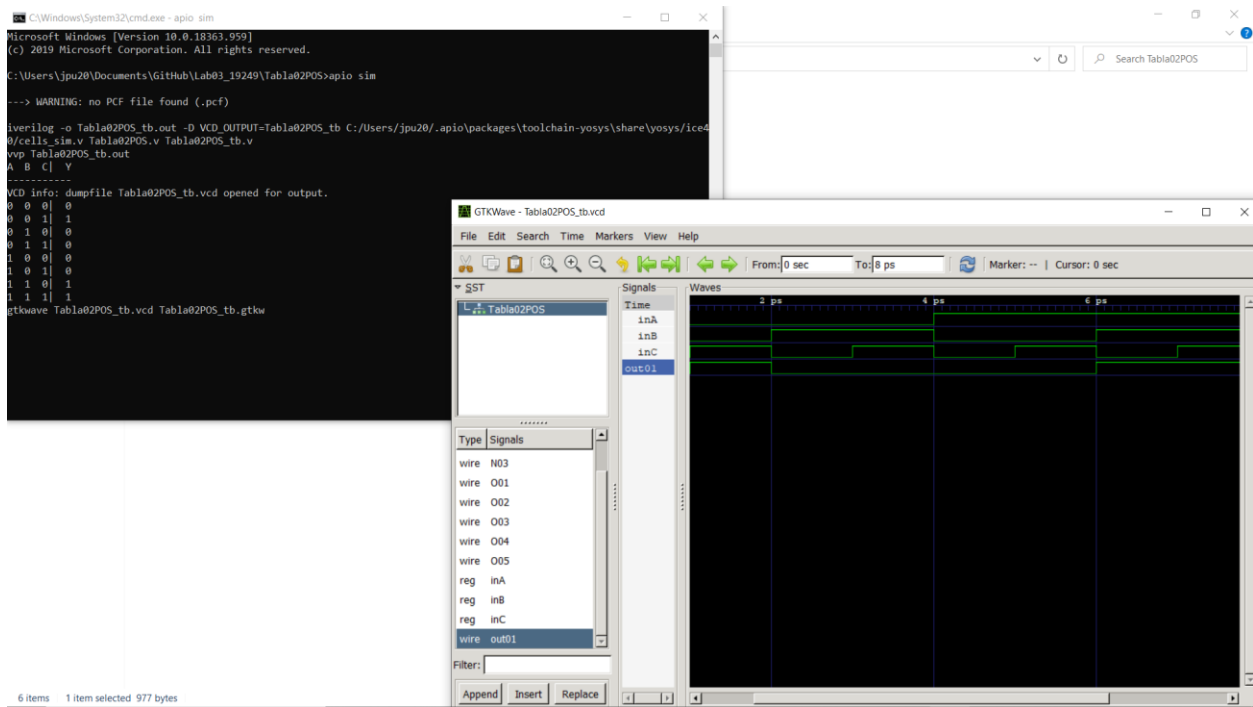 C:\Windows\System32\cmd.exe - apio sim
Microsoft Windows [Version 10.0.18363.959]
(c) 2019 Microsoft Corporation. All rights reserved.
C:\Users\jpu20\Documents\GitHub\Lab03_19249\Tabla02POS>apio sim
---> WARNING: no PCF file found (.pcf)
iverilog -o Tabla02POS_tb.out -D VCD_OUTPUT=Tabla02POS_tb C:/Users/jpu20/.apio\packages\toolchain-yosys\share\yosys/ice4
0/cells_sim.v Tabla02POS.v Tabla02POS_tb.v
vvp Tabla02POS_tb.out
A B C| Y
-----------
VCD info: dumpfile Tabla02POS_tb.vcd opened for output.
0 0 0| 0
0 0 1| 1
0 1 0| 0
0 1 1| 0
1 0 0| 0
1 0 1| 0
1 1 0| 1
1 1 1| 1
gtkwave Tabla02POS_tb.vcd Tabla02POS_tb.gtkw
Search Tabla02POS
GTKWave - Tabla02POS_tb.vcd
File Edit Search Time Markers View Help
From: 0 sec To: 8 ps Marker: -- | Cursor: 0 sec
SST
Tabla02POS
Type Signals
wire N03
wire O01
wire O02
wire O03
wire O04
wire O05
reg inA
reg inB
reg inC
wire out01
Filter:
Append Insert Replace
Signals
Time
inA
inB
inC
out01
Waves
2 ps 4 ps 6 ps
6 items 1 item selected 977 bytes